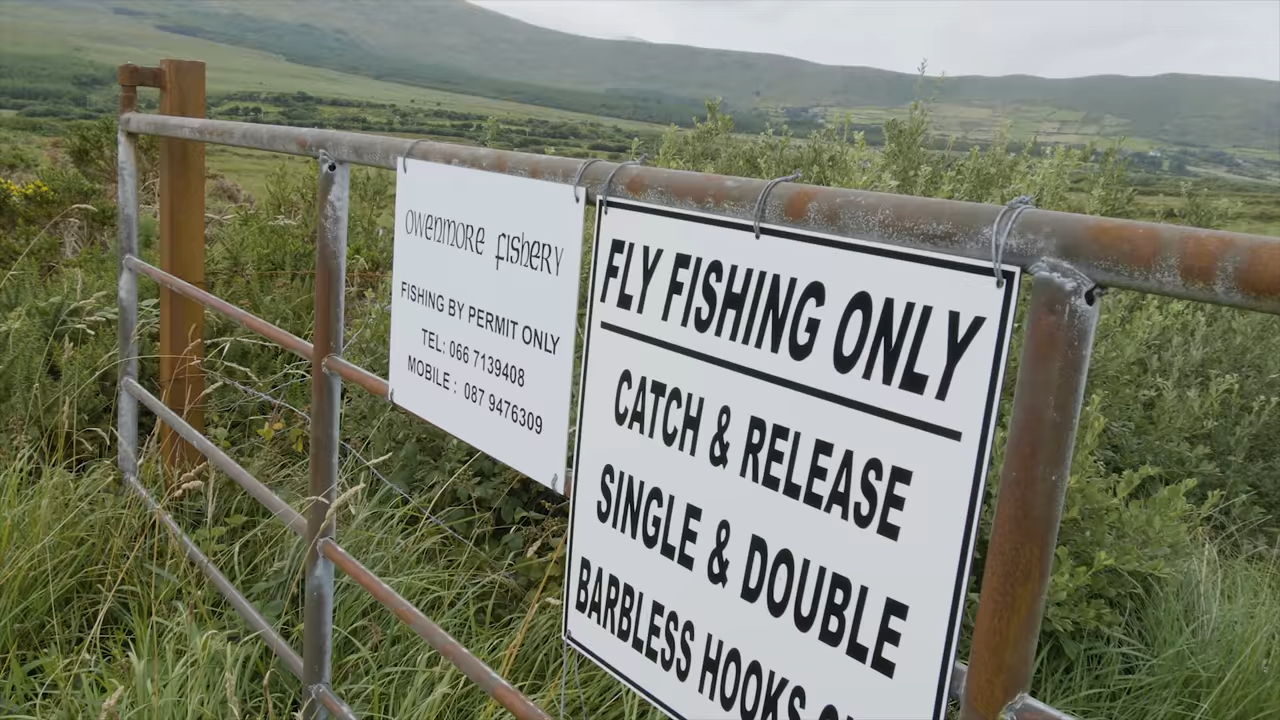 OWENMORE FISHERY
FISHING BY PERMIT ONLY
TEL: 066 7139408
MOBILE : 087 9476309
FLY FISHING ONLY
CATCH & RELEASE
SINGLE & DOUBLE
BARBLESS HOOKS